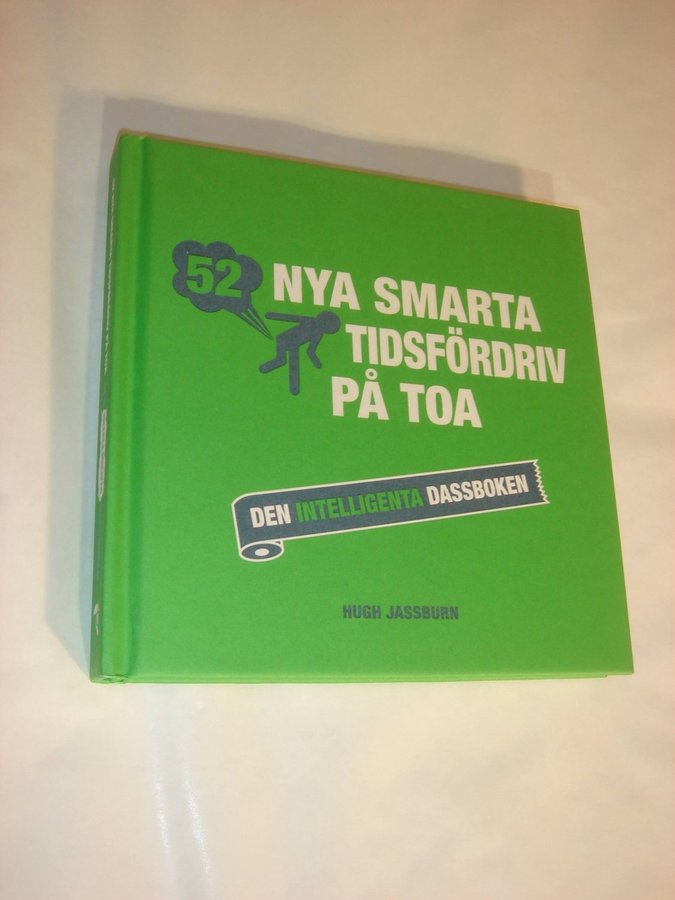 52
NYA SMARTA
TIDSFÖRDRIV
PÅ TOA
DEN INTELLIGENTA DASSBOKEN
HUGH JASSBURN